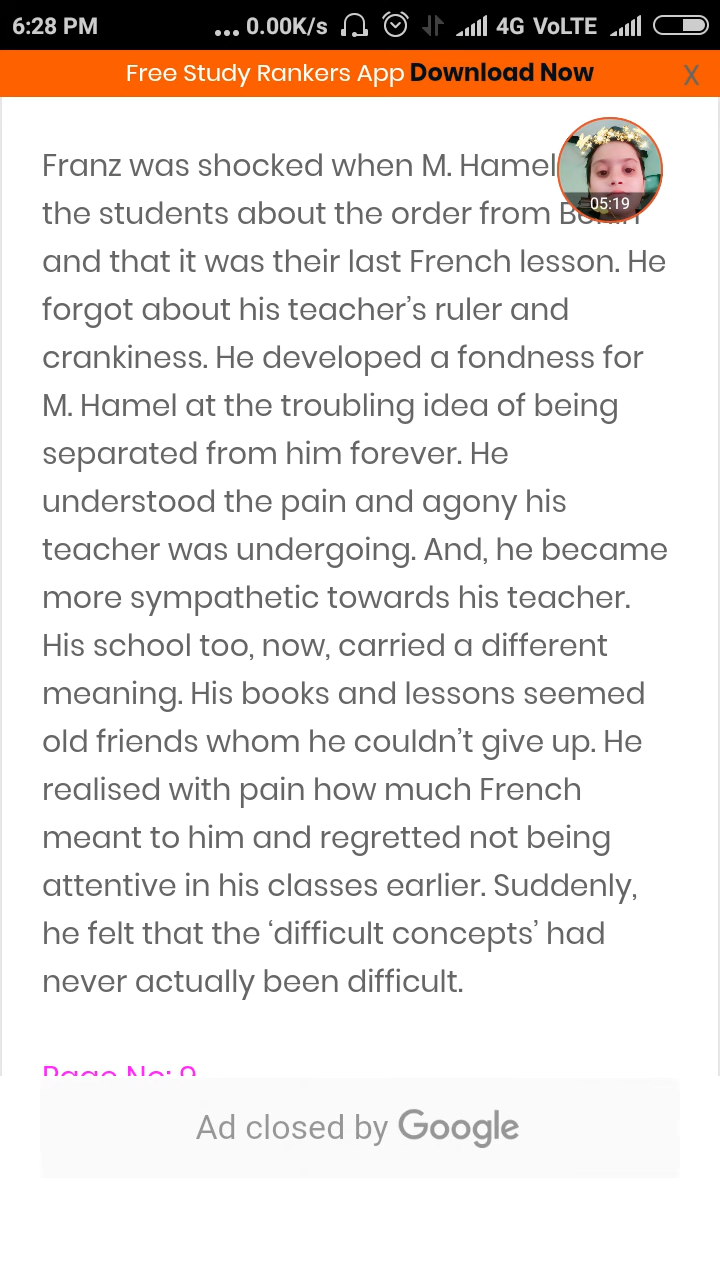 6:28 PM ... 0.00K/s 4G VoLTE
Free Study Rankers App Download Now X
Franz was shocked when M. Hamel
05:19
the students about the order from
and that it was their last French lesson. He
forgot about his teacher’s ruler and
crankiness. He developed a fondness for
M. Hamel at the troubling idea of being
separated from him forever. He
understood the pain and agony his
teacher was undergoing. And, he became
more sympathetic towards his teacher.
His school too, now, carried a different
meaning. His books and lessons seemed
old friends whom he couldn’t give up. He
realised with pain how much French
meant to him and regretted not being
attentive in his classes earlier. Suddenly,
he felt that the ‘difficult concepts’ had
never actually been difficult.
Page No: 9
Ad closed by Google